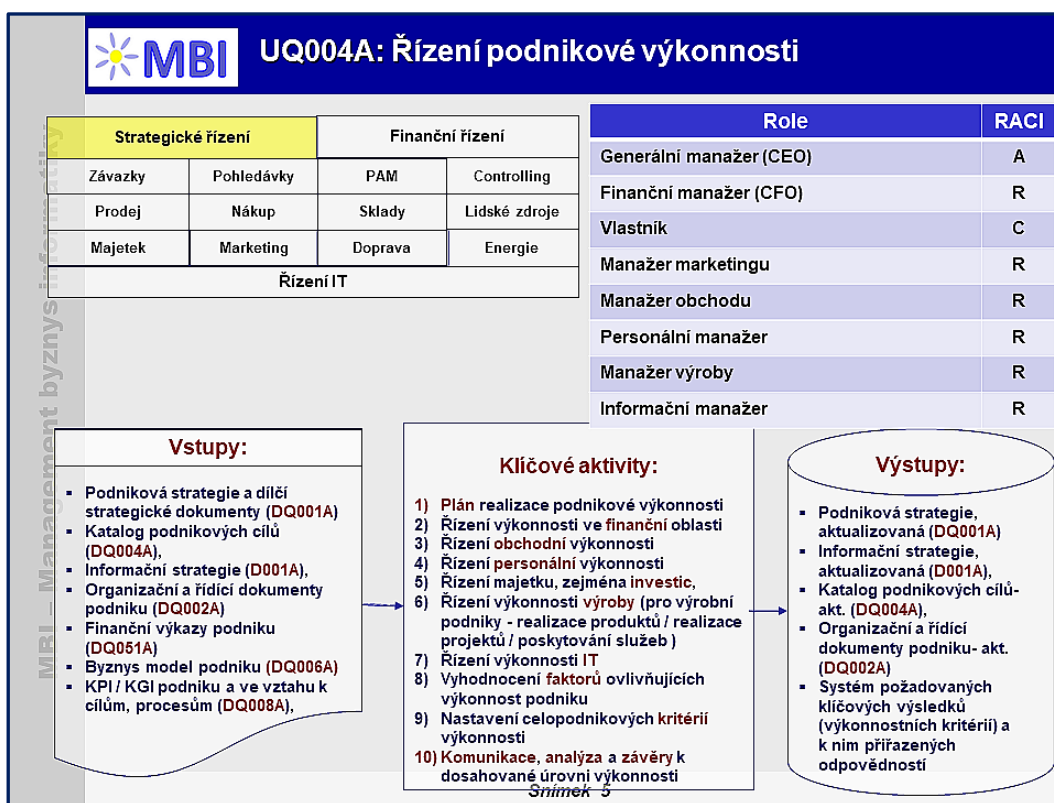 MBI
UQ004A: Řízení podnikové výkonnosti
MBI – Management byznys informatiky
Strategické řízení
Finanční řízení
Závazky
Pohledávky
PAM
Controlling
Prodej
Nákup
Sklady
Lidské zdroje
Majetek
Marketing
Doprava
Energie
Řízení IT
Role
RACI
Generální manažer (CEO)
A
Finanční manažer (CFO)
R
Vlastník
C
Manažer marketingu
R
Manažer obchodu
R
Personální manažer
R
Manažer výroby
R
Informační manažer
R
Vstupy:
▪ Podniková strategie a dílčí
strategické dokumenty (DQ001A)
▪ Katalog podnikových cílů
(DQ004A),
▪ Informační strategie (D001A),
▪ Organizační a řídící dokumenty
podniku (DQ002A)
▪ Finanční výkazy podniku
(DQ051A)
▪ Byznys model podniku (DQ006A)
▪ KPI / KGI podniku a ve vztahu k
cílům, procesům (DQ008A),
Klíčové aktivity:
1) Plán realizace podnikové výkonnosti
2) Řízení výkonnosti ve finanční oblasti
3) Řízení obchodní výkonnosti
4) Řízení personální výkonnosti
5) Řízení majetku, zejména investic,
6) Řízení výkonnosti výroby (pro výrobní
podniky - realizace produktů / realizace
projektů / poskytování služeb )
7) Řízení výkonnosti IT
8) Vyhodnocení faktorů ovlivňujících
výkonnost podniku
9) Nastavení celopodnikových kritérií
výkonnosti
10) Komunikace, analýza a závěry k
dosahované úrovni výkonnosti
Výstupy:
▪ Podniková strategie,
aktualizovaná (DQ001A)
▪ Informační strategie,
aktualizovaná (D001A),
▪ Katalog podnikových cílů-
akt. (DQ004A),
▪ Organizační a řídící
dokumenty podniku- akt.
(DQ002A)
▪ Systém požadovaných
klíčových výsledků
(výkonnostních kritérií) a
k nim přiřazených
odpovědností
Snímek 5